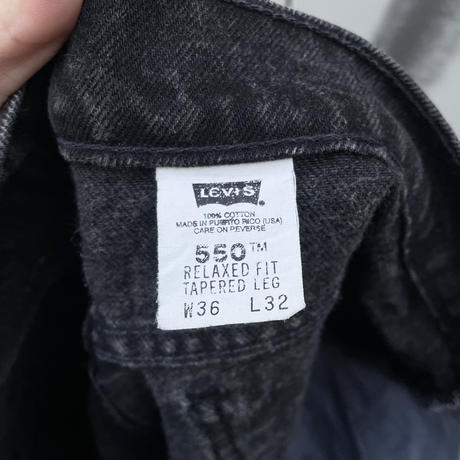 LEVI'S
100% COTTON
MADE IN PUERTO RICO (USA)
CARE ON REVERSE
550™
RELAXED FIT
TAPERED LEG
W36 L32